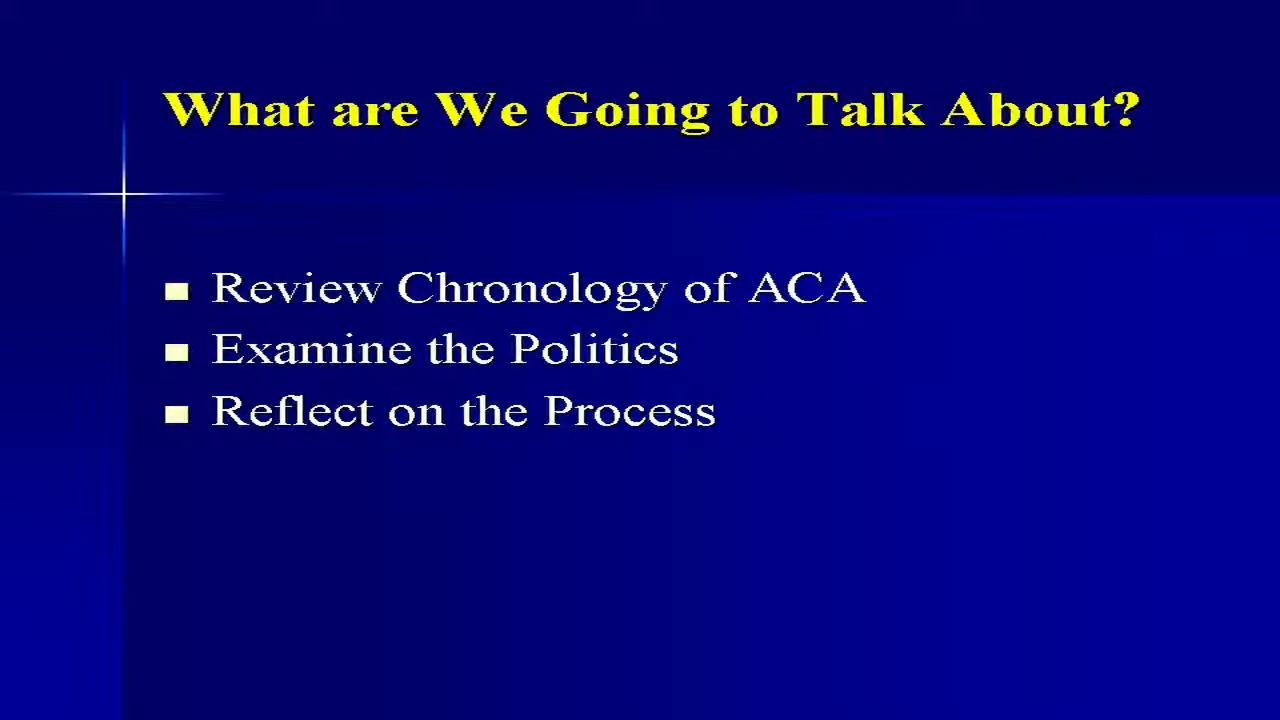 What are We Going to Talk About?
Review Chronology of ACA
Examine the Politics
Reflect on the Process